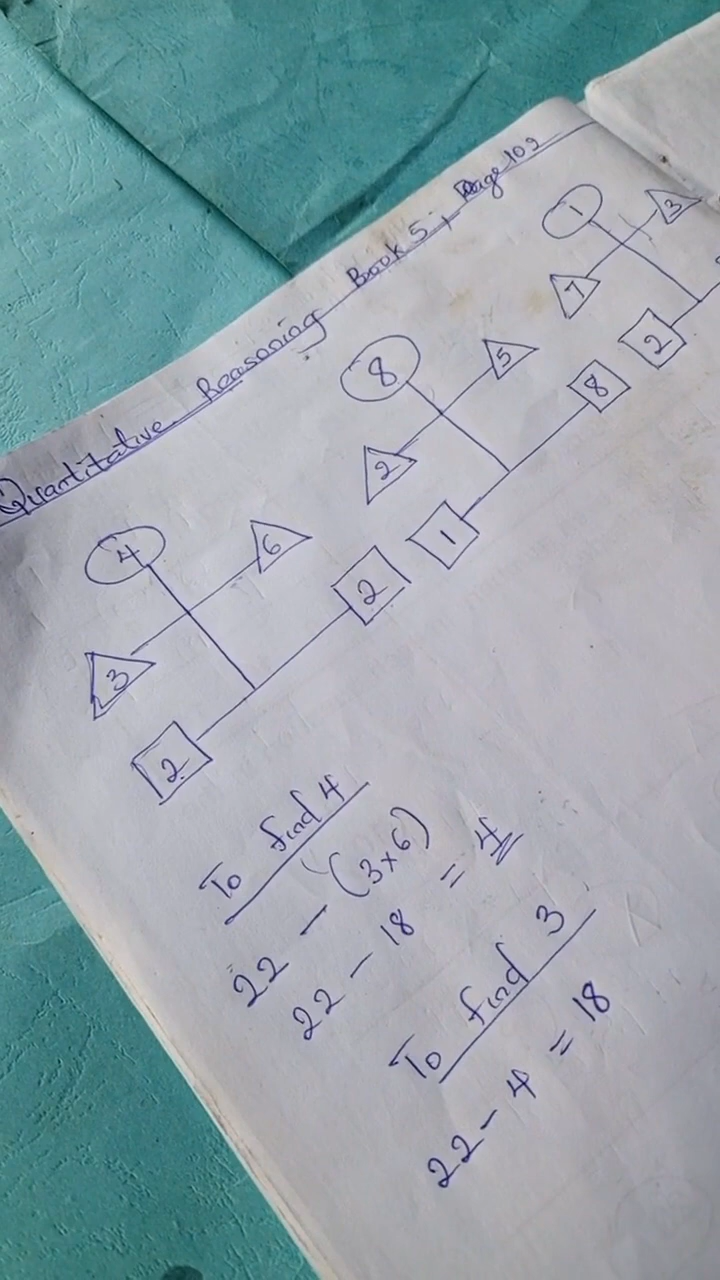 Quantitative Reasoning Book 5, Page 109
4 6 3 2 2
8 5 2 8 1
1 3 7 2
To find 4
22 - (3×6)
22 - 18 = 4
To find 3
22 - 4 = 18